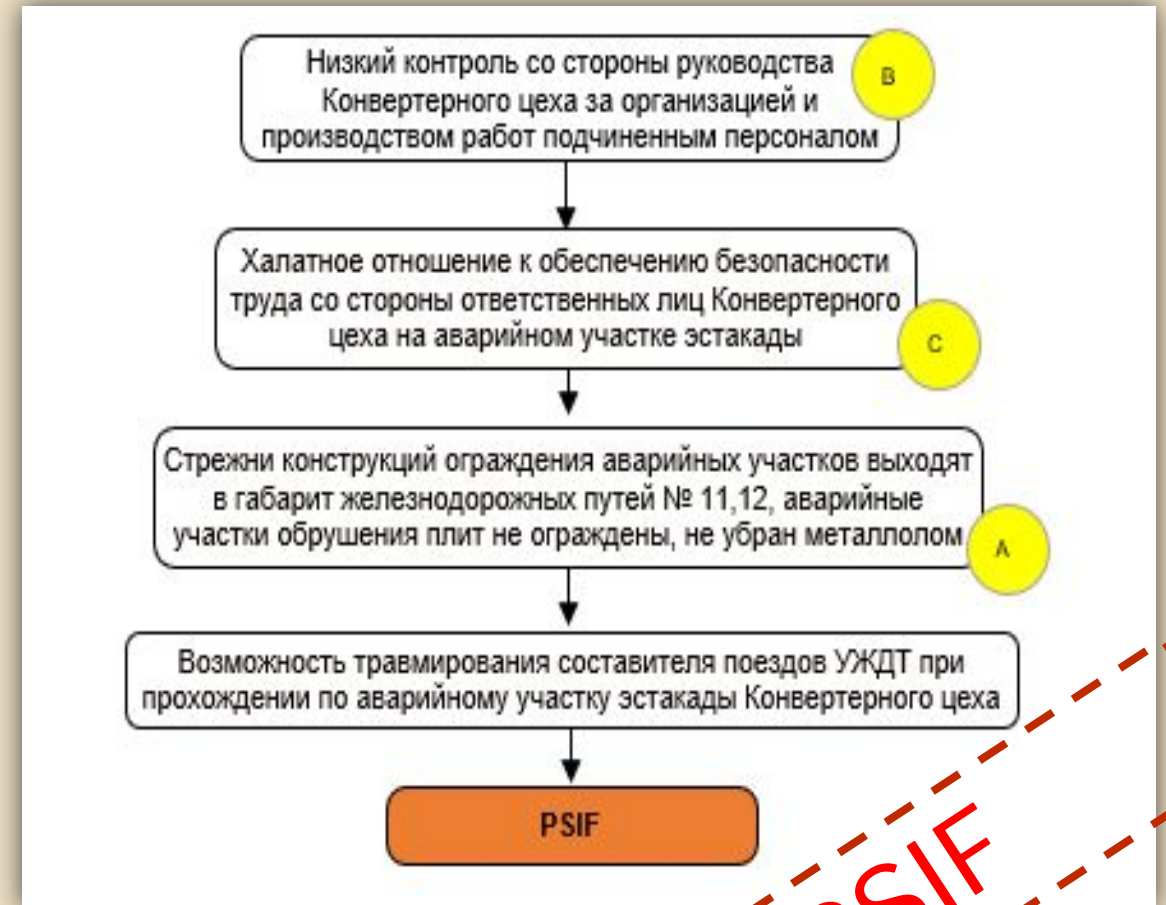 Низкий контроль со стороны руководства
Конвертерного цеха за организацией и
производством работ подчиненным персоналом
B
Халатное отношение к обеспечению безопасности
труда со стороны ответственных лиц Конвертерного
цеха на аварийном участке эстакады
C
Стрежни конструкций ограждения аварийных участков выходят
в габарит железнодорожных путей № 11,12, аварийные
участки обрушения плит не ограждены, не убран металлолом
A
Возможность травмирования составителя поездов УЖДТ при
прохождении по аварийному участку эстакады Конвертерного цеха
PSIF
PSIF